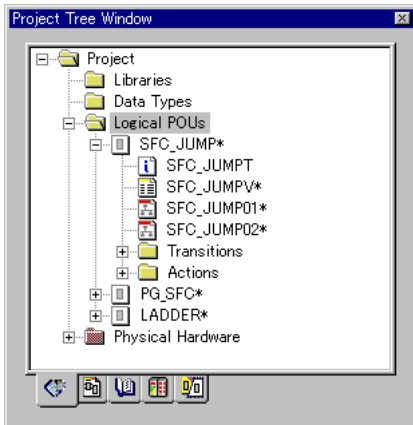 Project Tree Window
Project
Libraries
Data Types
Logical POUs
SFC_JUMP*
SFC_JUMPT
SFC_JUMPV*
SFC_JUMP01*
SFC_JUMP02*
Transitions
Actions
PG_SFC*
LADDER*
Physical Hardware